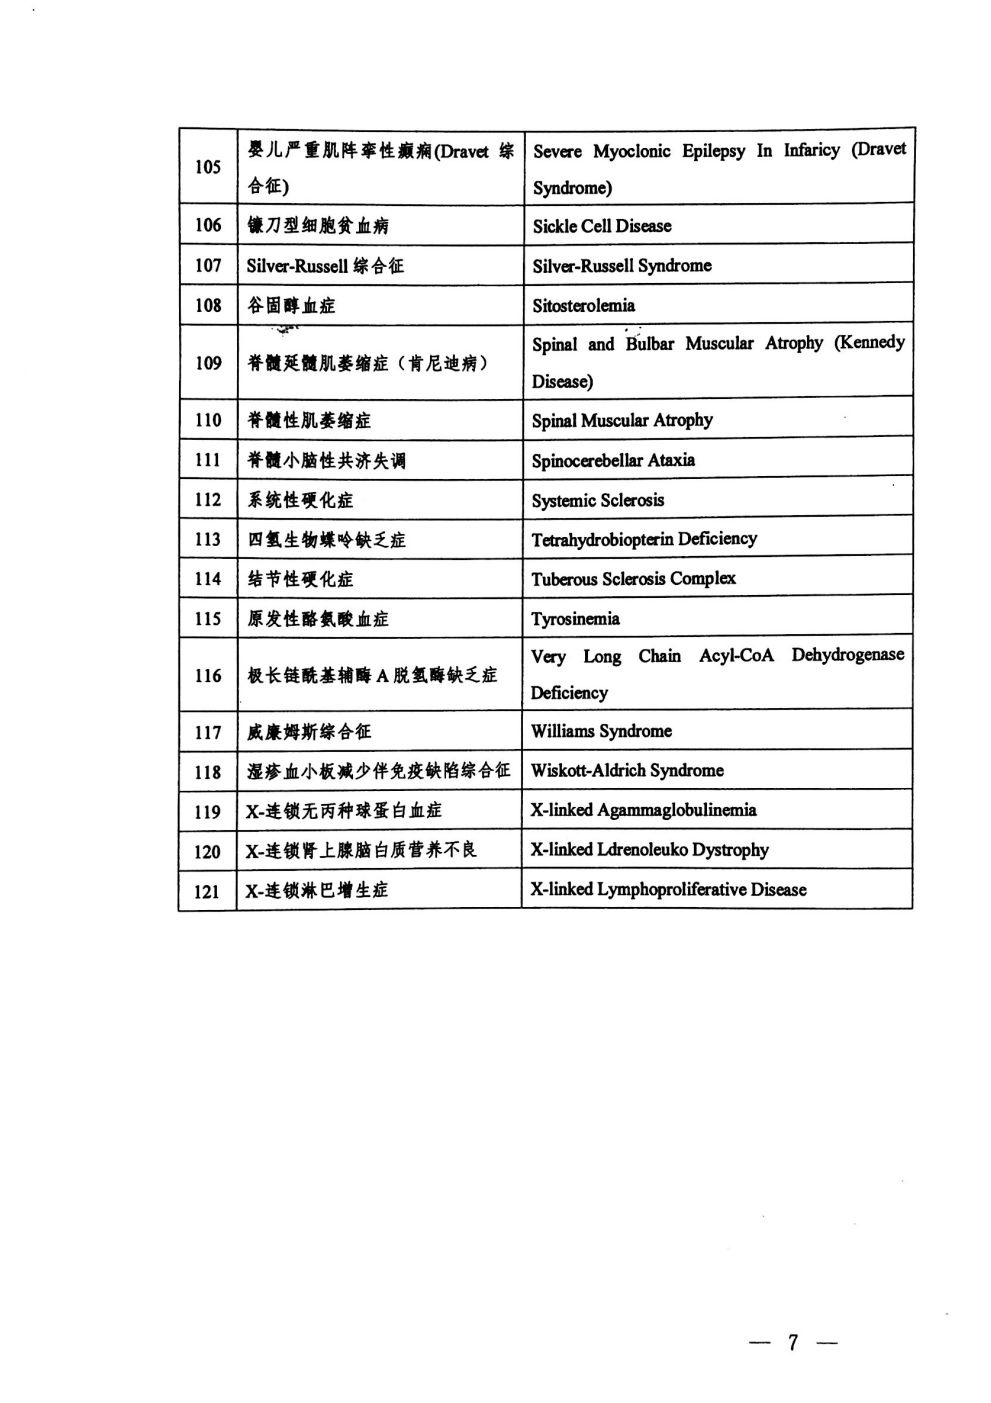 105 婴儿严重肌阵挛性癫痫(Dravet 综 Severe Myoclonic Epilepsy In Infaricy (Dravet
合征) Syndrome)
106 镰刀型细胞贫血病 Sickle Cell Disease
107 Silver-Russell 综合征 Silver-Russell Syndrome
108 谷固醇血症 Sitosterolemia
109 脊髓延髓肌萎缩症（肯尼迪病） Spinal and Bulbar Muscular Atrophy (Kennedy
Disease)
110 脊髓性肌萎缩症 Spinal Muscular Atrophy
111 脊髓小脑性共济失调 Spinocerebellar Ataxia
112 系统性硬化症 Systemic Sclerosis
113 四氢生物蝶呤缺乏症 Tetrahydrobiopterin Deficiency
114 结节性硬化症 Tuberous Sclerosis Complex
115 原发性酪氨酸血症 Tyrosinemia
116 极长链酰基辅酶 A 脱氢酶缺乏症 Very Long Chain Acyl-CoA Dehydrogenase
Deficiency
117 威廉姆斯综合征 Williams Syndrome
118 湿疹血小板减少伴免疫缺陷综合征 Wiskott-Aldrich Syndrome
119 X-连锁无丙种球蛋白血症 X-linked Agammaglobulinemia
120 X-连锁肾上腺脑白质营养不良 X-linked Ldrenoleuko Dystrophy
121 X-连锁淋巴增生症 X-linked Lymphoproliferative Disease
— 7 —